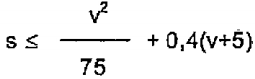 v²
s ≤ ――― + 0,4(v+5)
75